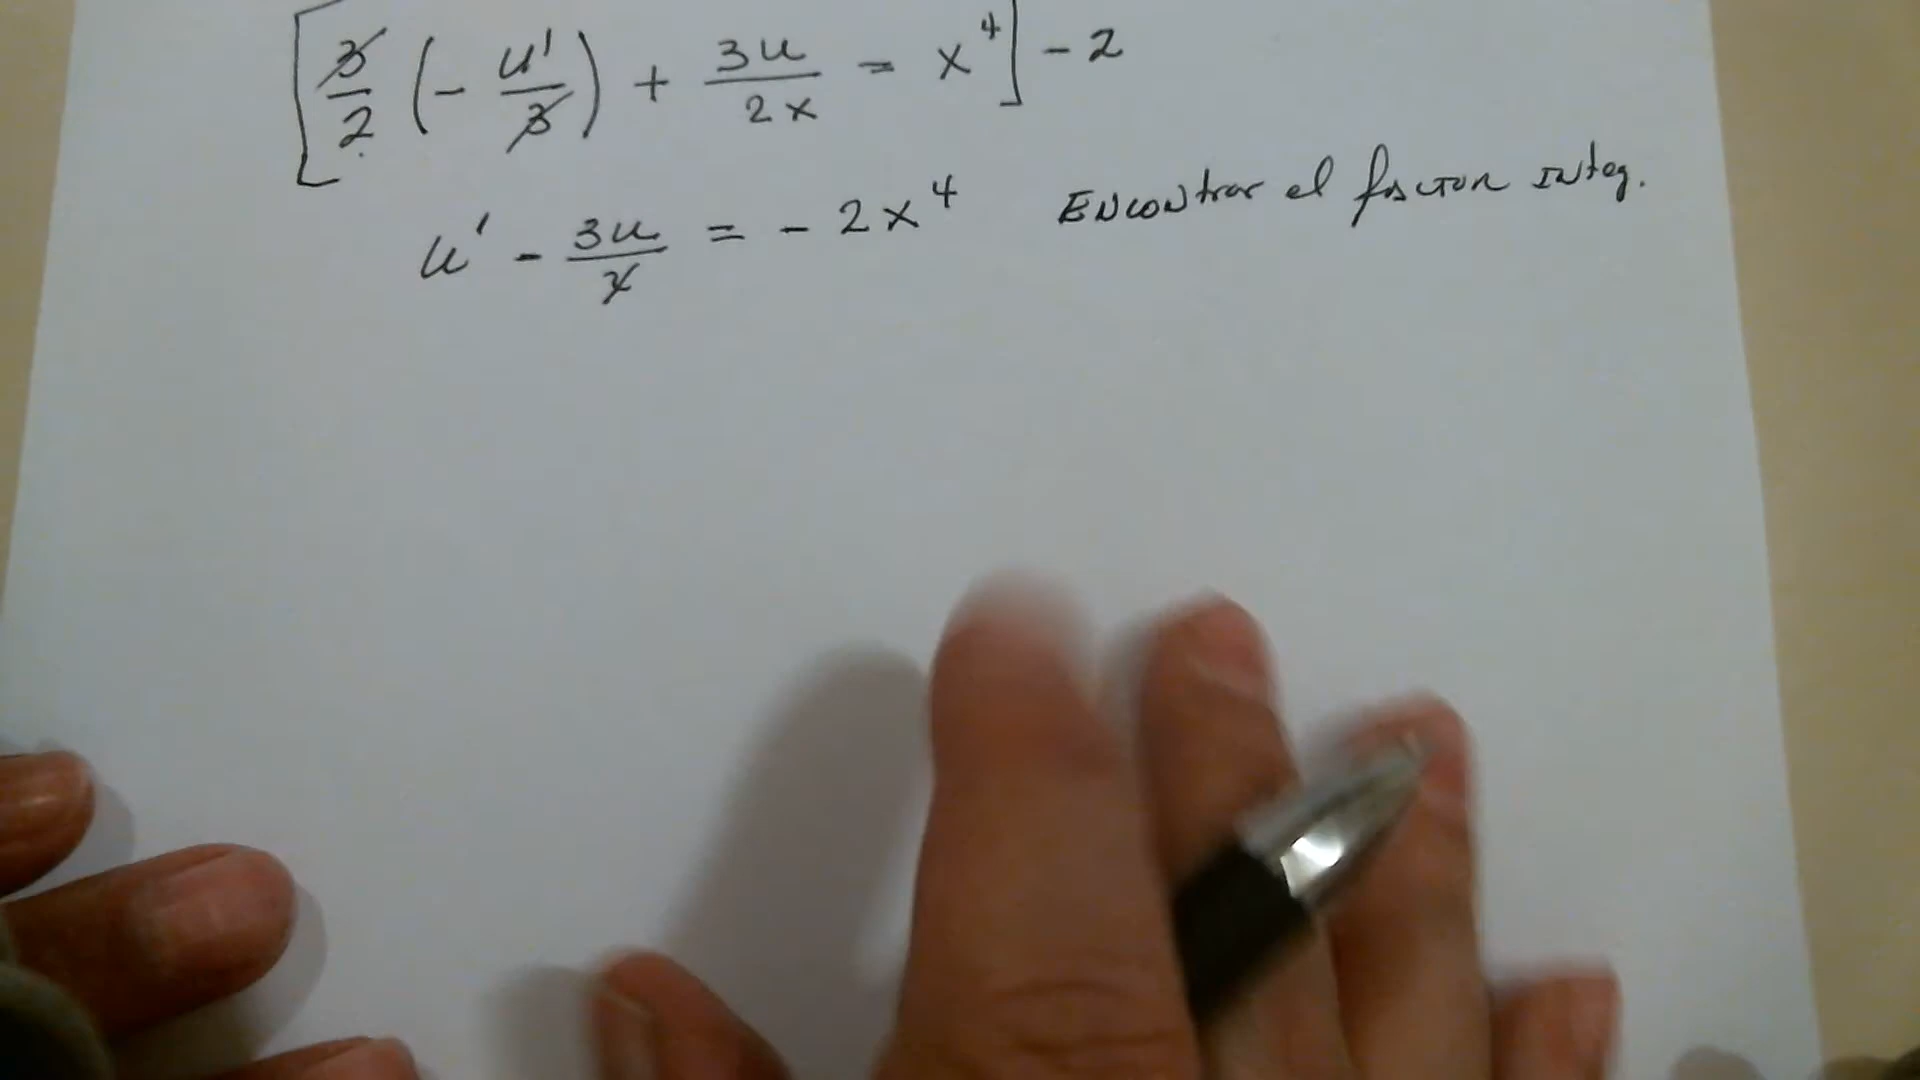 [3/2 (- u'/3) + 3u/2x = x⁴] - 2
u' - 3u/x = - 2x⁴ ENCONtrar el factor INteg.